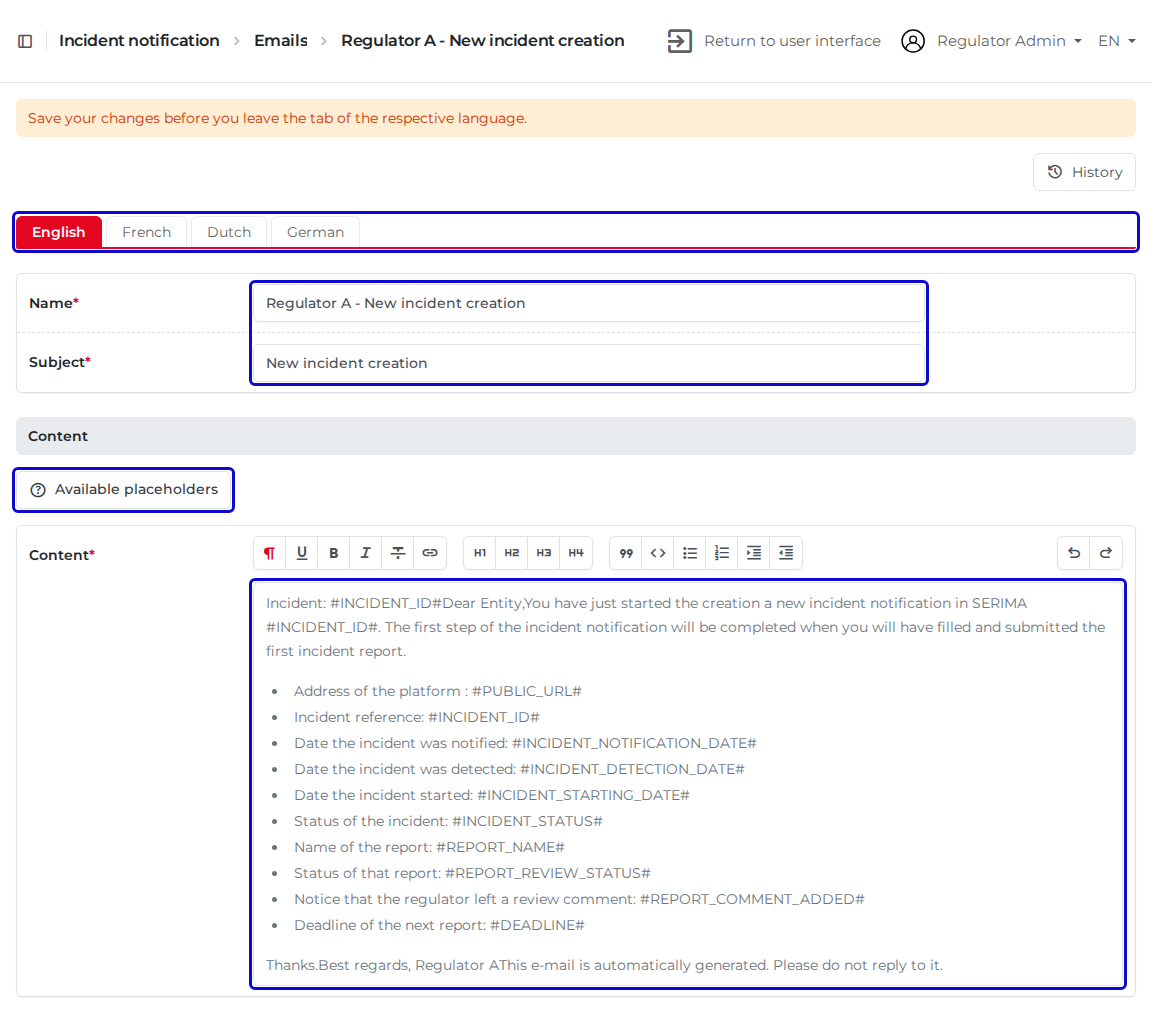 Incident notification > Emails > Regulator A - New incident creation Return to user interface Regulator Admin EN
Save your changes before you leave the tab of the respective language.
History
English French Dutch German
Name* Regulator A - New incident creation
Subject* New incident creation
Content
Available placeholders
Content* ¶ U B I T H1 H2 H3 H4 99 <>
Incident: #INCIDENT_ID#Dear Entity,You have just started the creation a new incident notification in SERIMA
#INCIDENT_ID#. The first step of the incident notification will be completed when you will have filled and submitted the
first incident report.
• Address of the platform : #PUBLIC_URL#
• Incident reference: #INCIDENT_ID#
• Date the incident was notified: #INCIDENT_NOTIFICATION_DATE#
• Date the incident was detected: #INCIDENT_DETECTION_DATE#
• Date the incident started: #INCIDENT_STARTING_DATE#
• Status of the incident: #INCIDENT_STATUS#
• Name of the report: #REPORT_NAME#
• Status of that report: #REPORT_REVIEW_STATUS#
• Notice that the regulator left a review comment: #REPORT_COMMENT_ADDED#
• Deadline of the next report: #DEADLINE#
Thanks.Best regards, Regulator AThis e-mail is automatically generated. Please do not reply to it.